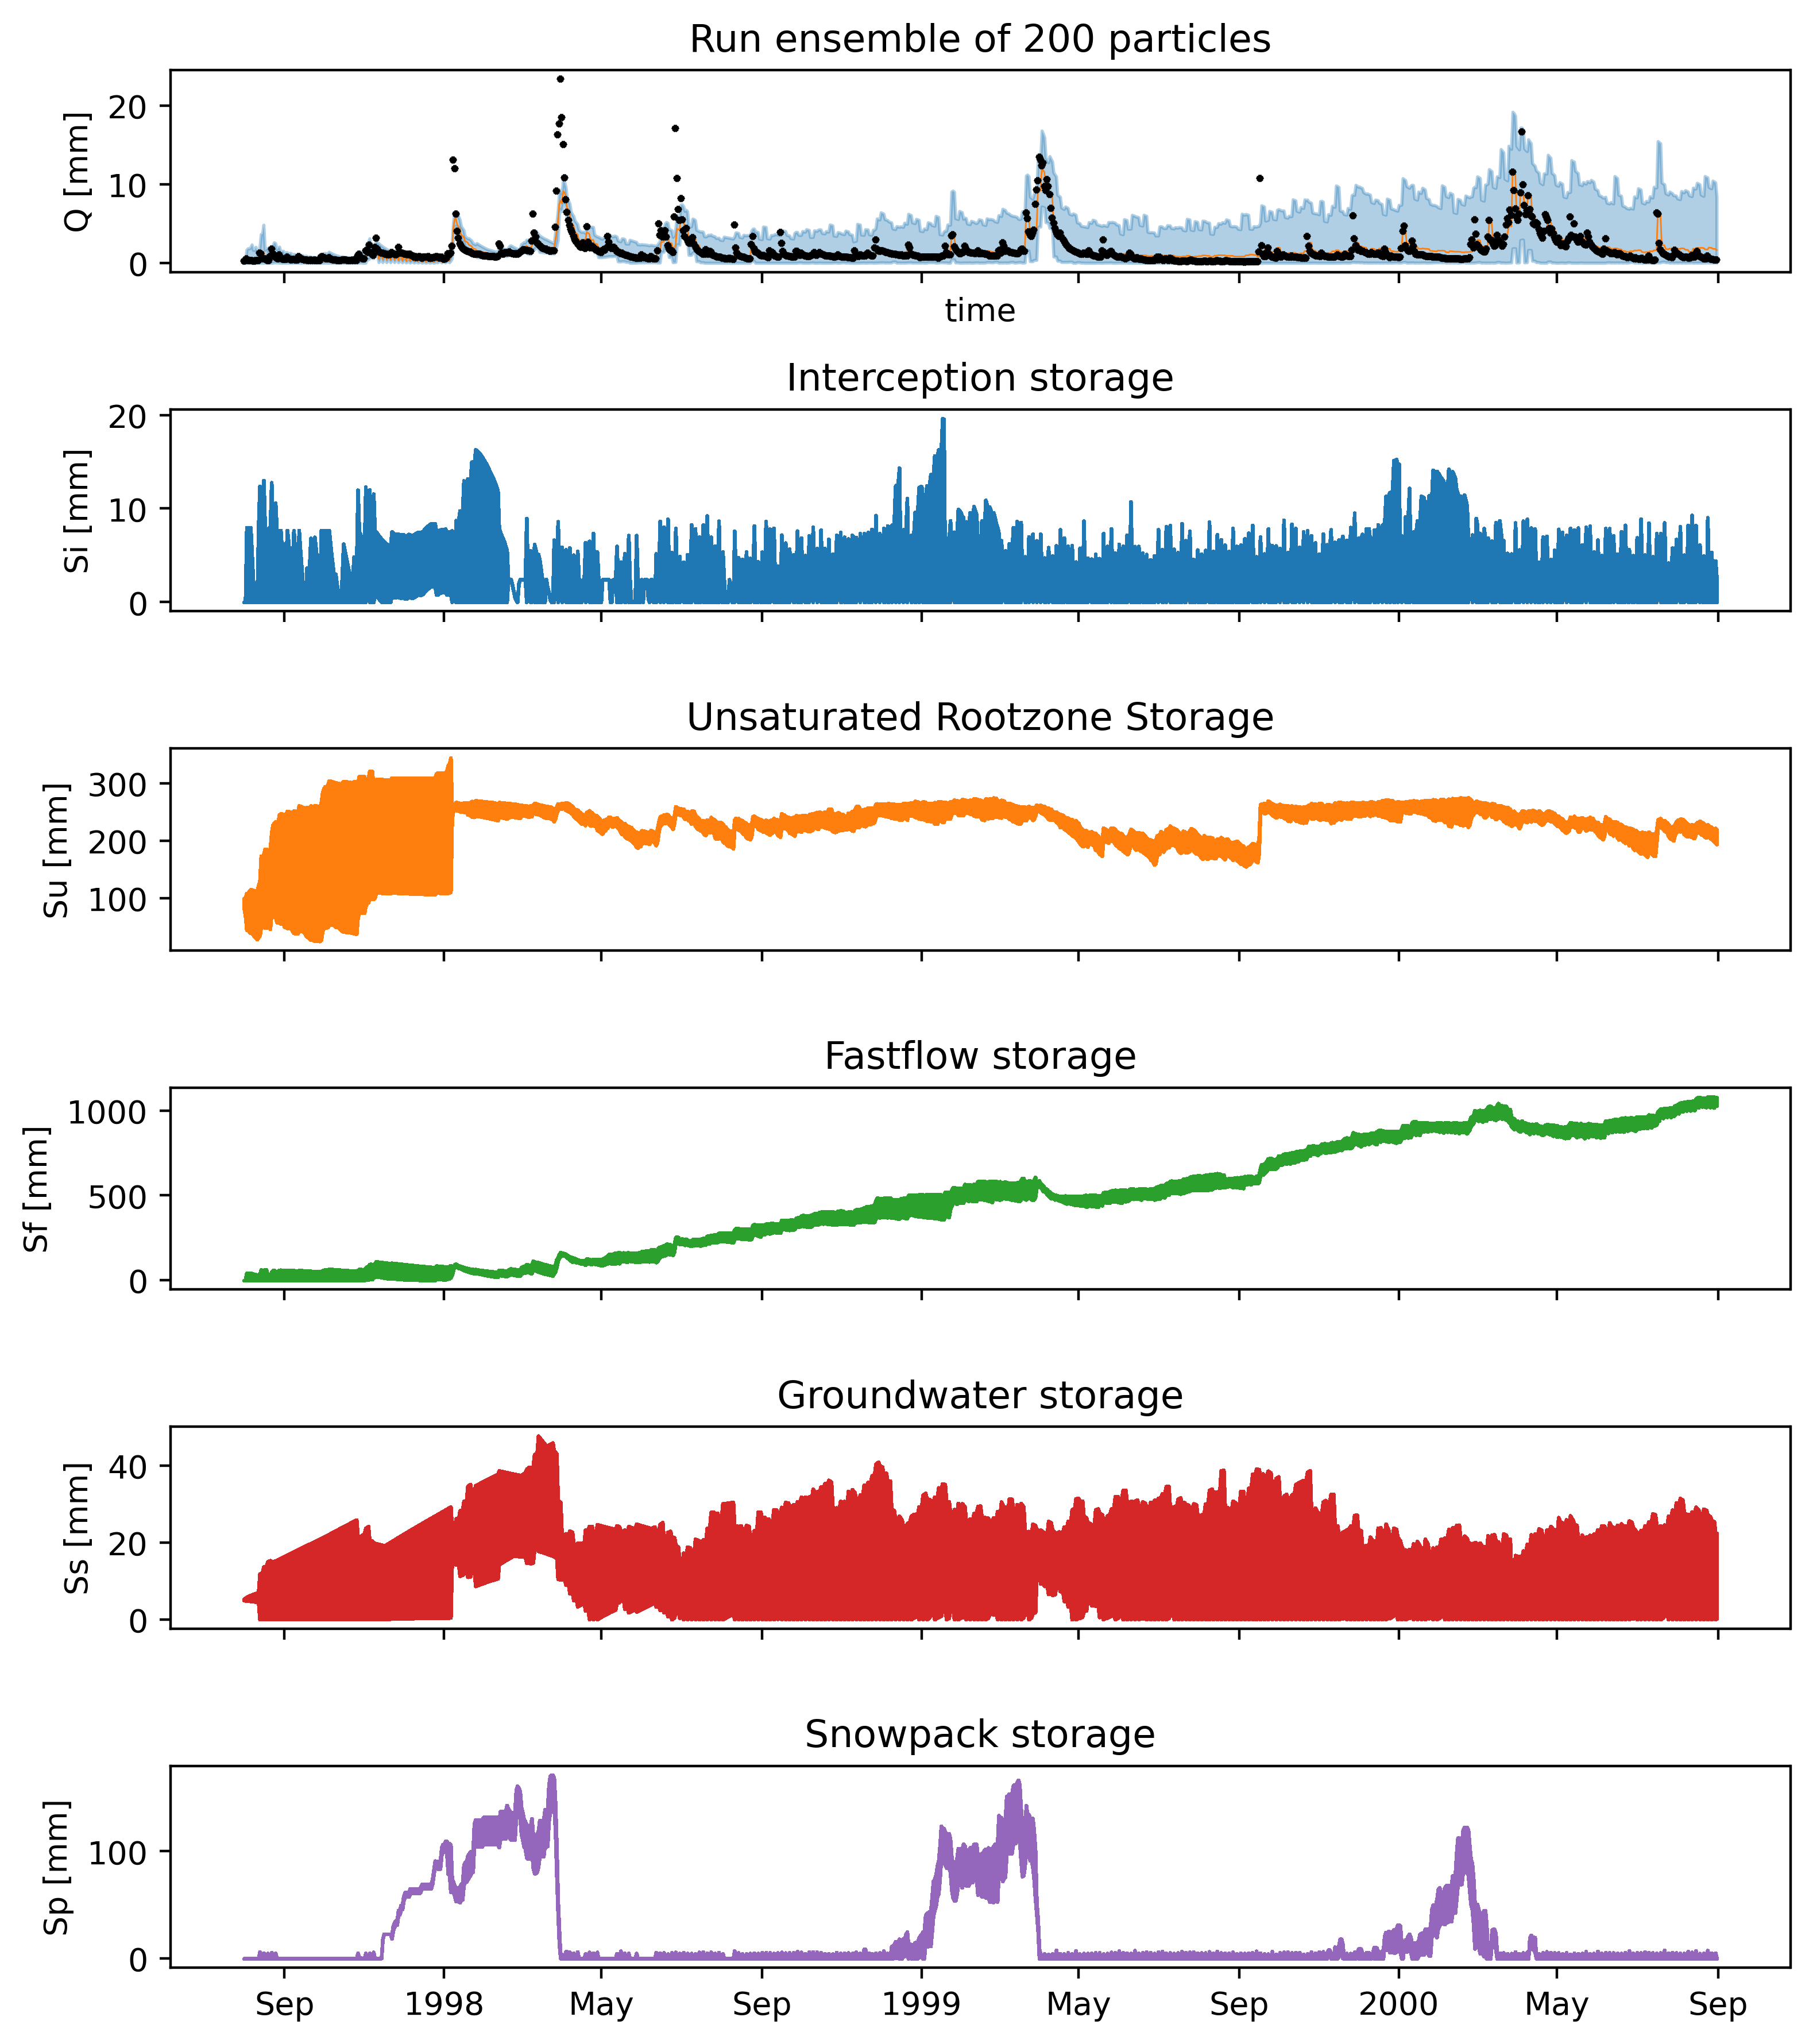 Run ensemble of 200 particles
Q [mm]
20
10
0
time
Interception storage
Si [mm]
20
10
0
Unsaturated Rootzone Storage
Su [mm]
300
200
100
Fastflow storage
Sf [mm]
1000
500
0
Groundwater storage
Ss [mm]
40
20
0
Snowpack storage
Sp [mm]
100
0
Sep 1998 May Sep 1999 May Sep 2000 May Sep